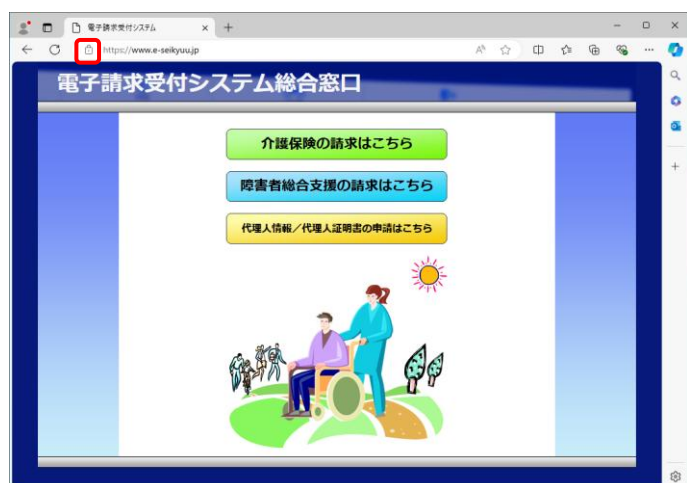 電子請求受付システム
https://www.e-seikyuu.jp
電子請求受付システム総合窓口
介護保険の請求はこちら
障害者総合支援の請求はこちら
代理人情報／代理人証明書の申請はこちら